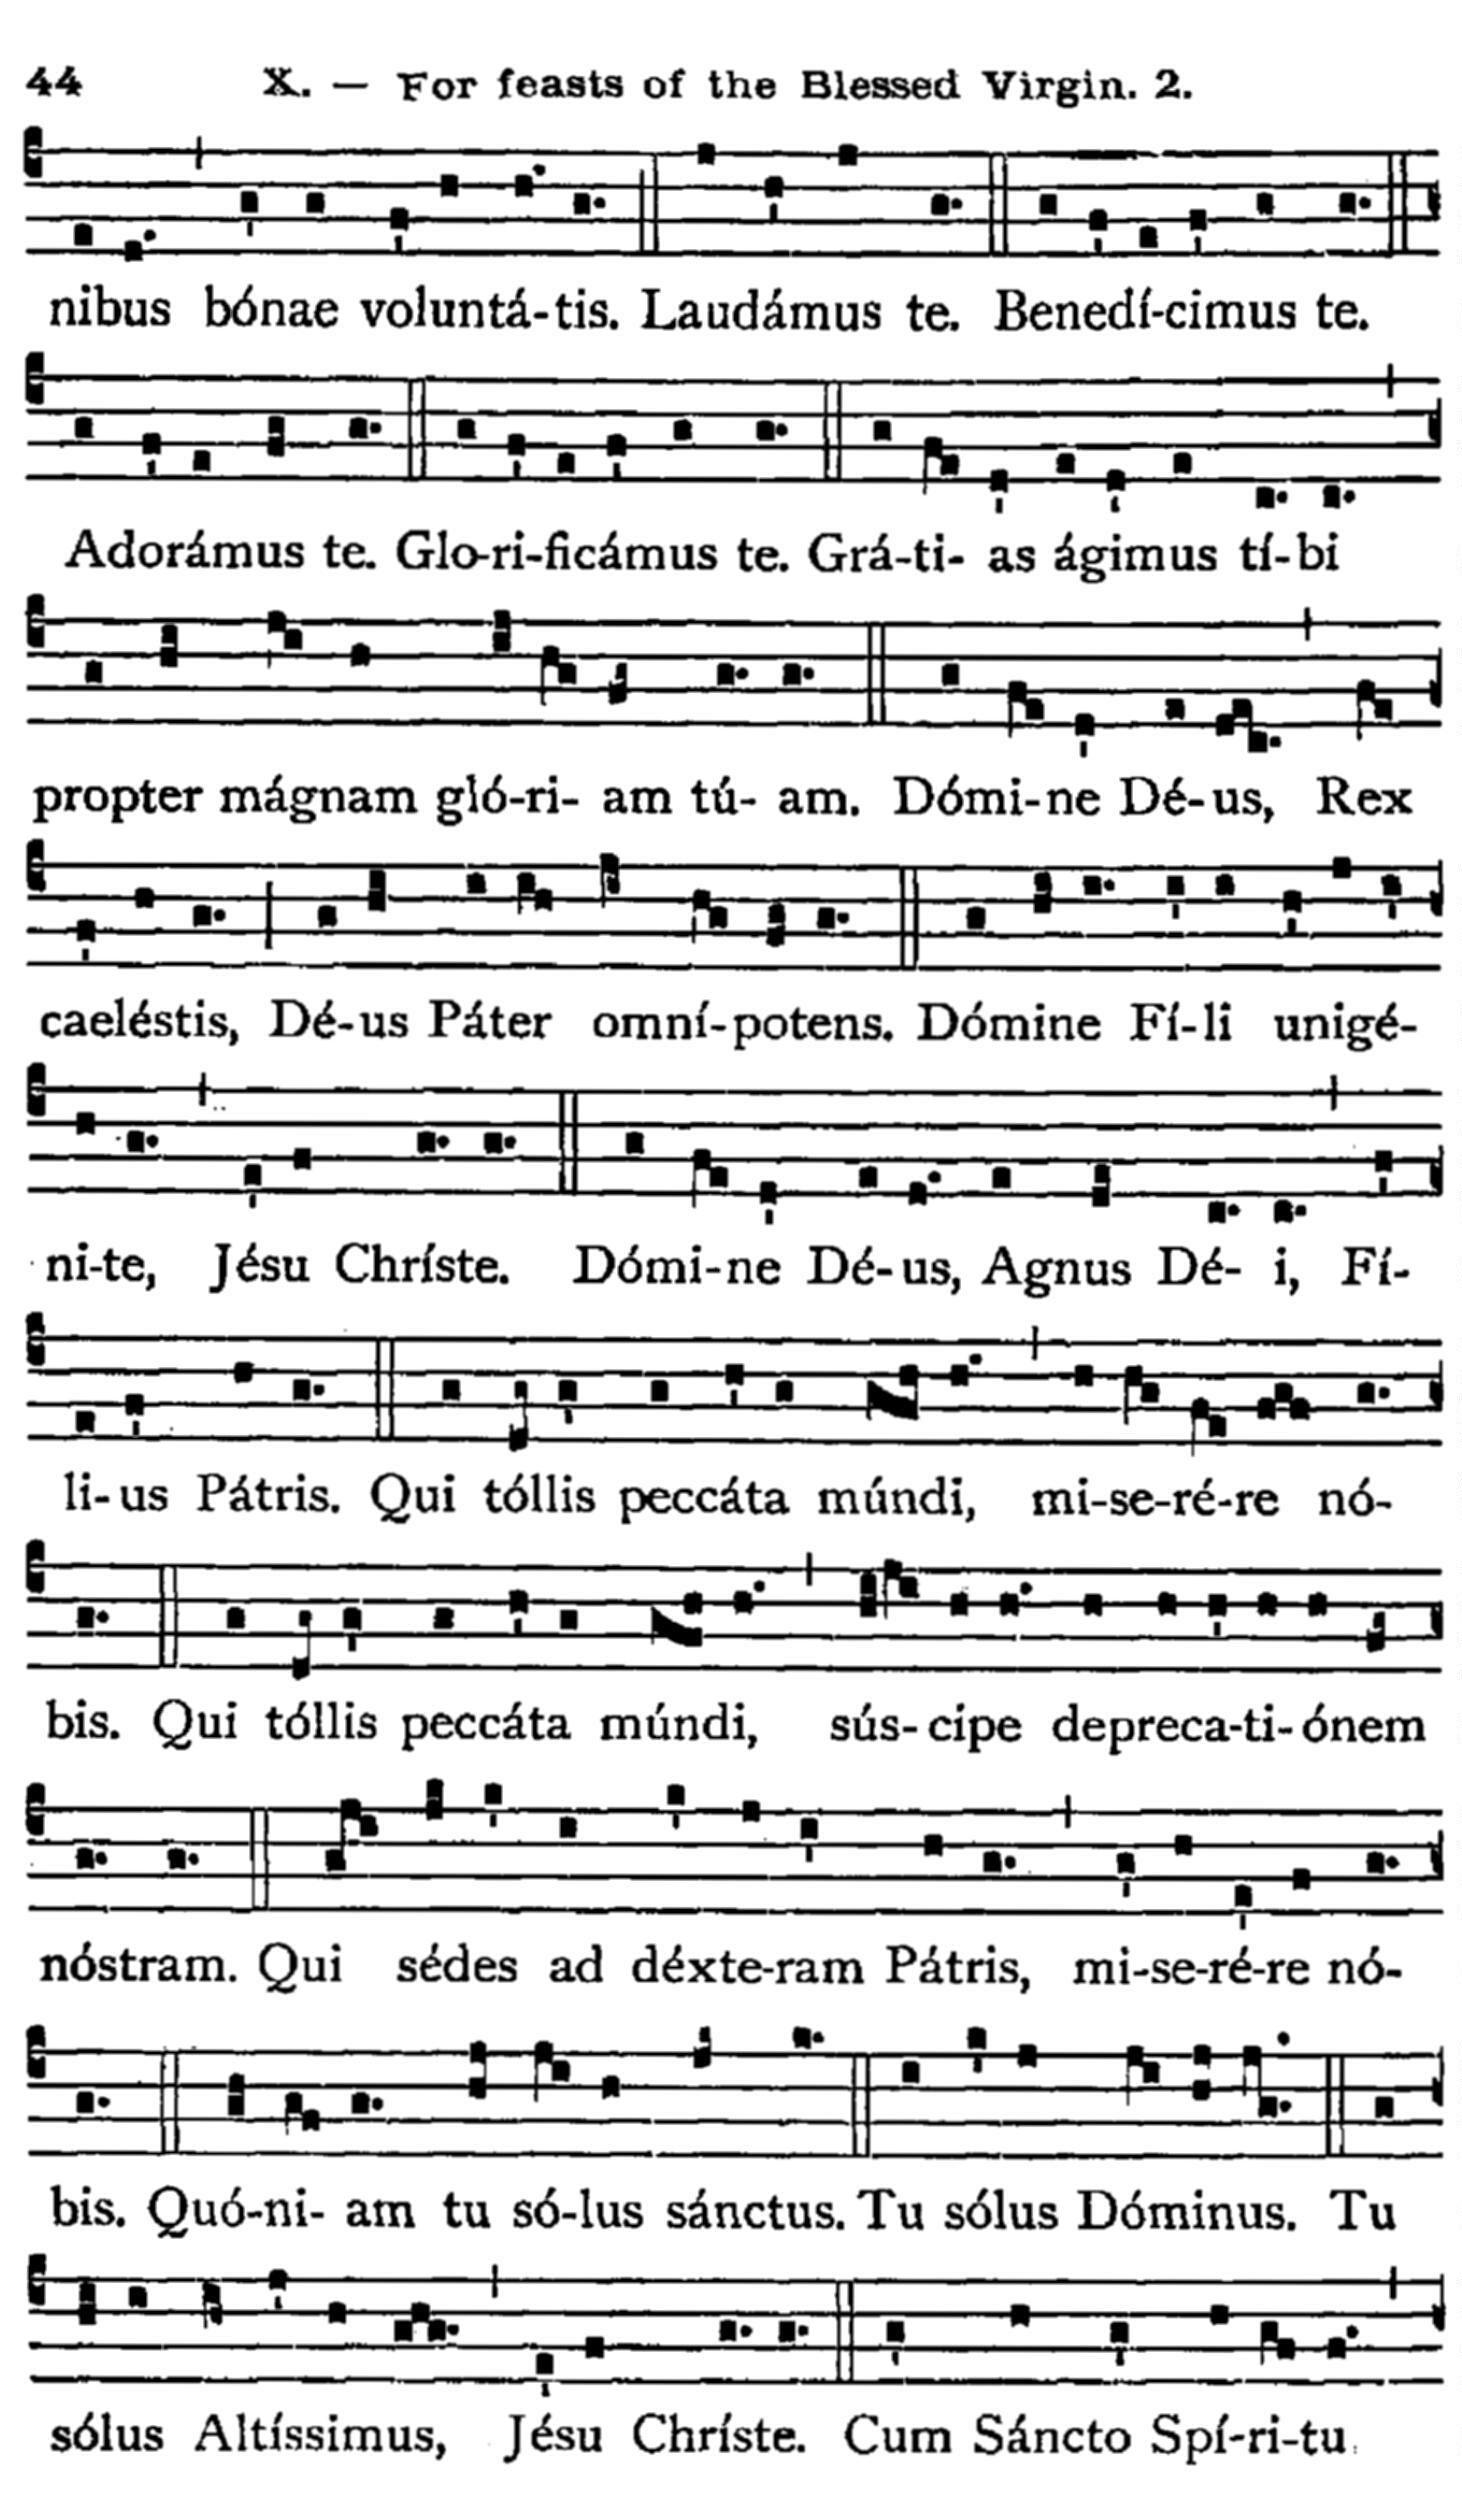 44 X. — For feasts of the Blessed Virgin. 2.
nibus bónae voluntá-tis. Laudámus te. Benedí-cimus te.
Adorámus te. Glo-ri-ficámus te. Grá-ti- as ágimus tí-bi
propter mágnam gló-ri- am tú- am. Dómi-ne Dé-us, Rex
caeléstis, Dé-us Páter omní-potens. Dómine Fí-li unigé-
ni-te, Jésu Chríste. Dómi-ne Dé-us, Agnus Dé- i, Fí-
li-us Pátris. Qui tóllis peccáta múndi, mi-se-ré-re nó-
bis. Qui tóllis peccáta múndi, sús-cipe depreca-ti-ónem
nóstram. Qui sédes ad déxte-ram Pátris, mi-se-ré-re nó-
bis. Quó-ni- am tu só-lus sánctus. Tu sólus Dóminus. Tu
sólus Altíssimus, Jésu Chríste. Cum Sáncto Spí-ri-tu